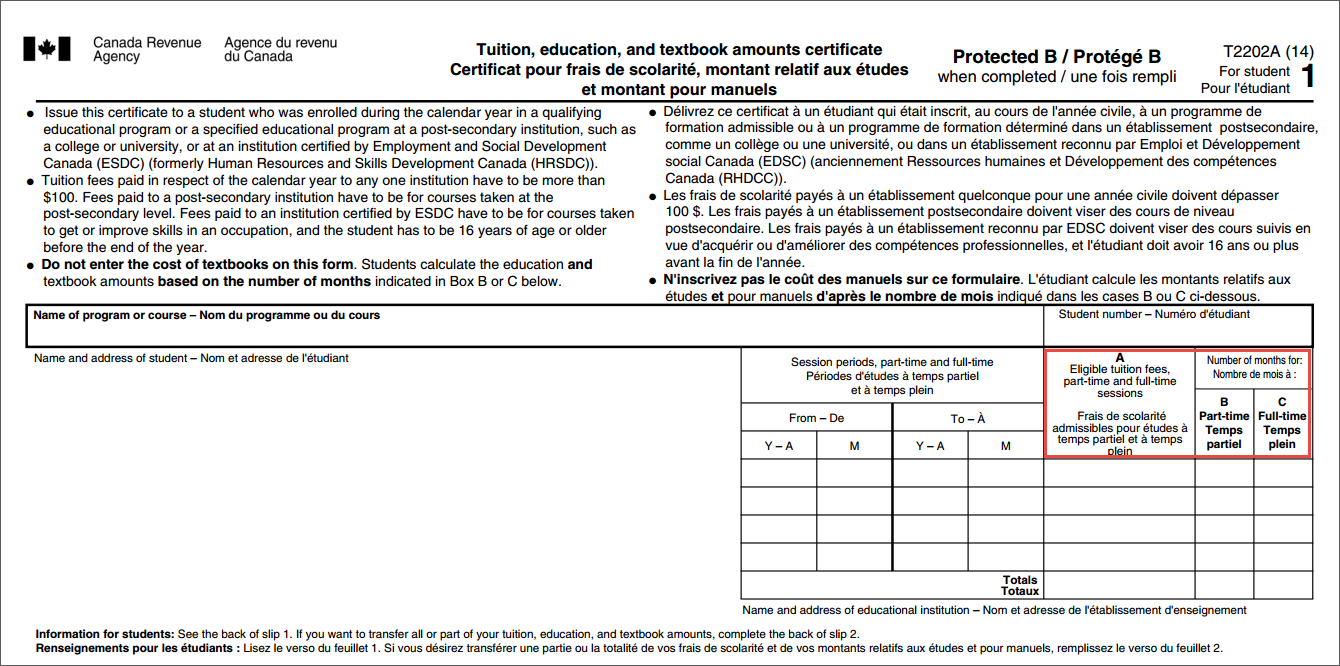 Canada Revenue
Agency
Agence du revenu
du Canada
Tuition, education, and textbook amounts certificate
Certificat pour frais de scolarité, montant relatif aux études
et montant pour manuels
Protected B / Protégé B
when completed / une fois rempli
T2202A (14)
For student
Pour l'étudiant
1
● Issue this certificate to a student who was enrolled during the calendar year in a qualifying
educational program or a specified educational program at a post-secondary institution, such as
a college or university, or at an institution certified by Employment and Social Development
Canada (ESDC) (formerly Human Resources and Skills Development Canada (HRSDC)).
● Tuition fees paid in respect of the calendar year to any one institution have to be more than
$100. Fees paid to a post-secondary institution have to be for courses taken at the
post-secondary level. Fees paid to an institution certified by ESDC have to be for courses taken
to get or improve skills in an occupation, and the student has to be 16 years of age or older
before the end of the year.
● Do not enter the cost of textbooks on this form. Students calculate the education and
textbook amounts based on the number of months indicated in Box B or C below.
● Délivrez ce certificat à un étudiant qui était inscrit, au cours de l'année civile, à un programme de
formation admissible ou à un programme de formation déterminé dans un établissement postsecondaire,
comme un collège ou une université, ou dans un établissement reconnu par Emploi et Développement
social Canada (EDSC) (anciennement Ressources humaines et Développement des compétences
Canada (RHDCC)).
● Les frais de scolarité payés à un établissement quelconque pour une année civile doivent dépasser
100 $. Les frais payés à un établissement postsecondaire doivent viser des cours de niveau
postsecondaire. Les frais payés à un établissement reconnu par EDSC doivent viser des cours suivis en
vue d'acquérir ou d'améliorer des compétences professionnelles, et l'étudiant doit avoir 16 ans ou plus
avant la fin de l'année.
● N'inscrivez pas le coût des manuels sur ce formulaire. L'étudiant calcule les montants relatifs aux
études et pour manuels d'après le nombre de mois indiqué dans les cases B ou C ci-dessous.
Name of program or course – Nom du programme ou du cours
Student number – Numéro d'étudiant
Name and address of student – Nom et adresse de l'étudiant
Session periods, part-time and full-time
Périodes d'études à temps partiel
et à temps plein
From – De
To – À
Y – A
M
Y – A
M
A
Eligible tuition fees,
part-time and full-time
sessions
Frais de scolarité
admissibles pour études à
temps partiel et à temps
plein
Number of months for:
Nombre de mois à :
B
Part-time
Temps
partiel
C
Full-time
Temps
plein
Totals
Totaux
Name and address of educational institution – Nom et adresse de l'établissement d'enseignement
Information for students: See the back of slip 1. If you want to transfer all or part of your tuition, education, and textbook amounts, complete the back of slip 2.
Renseignements pour les étudiants : Lisez le verso du feuillet 1. Si vous désirez transférer une partie ou la totalité de vos frais de scolarité et de vos montants relatifs aux études et pour manuels, remplissez le verso du feuillet 2.